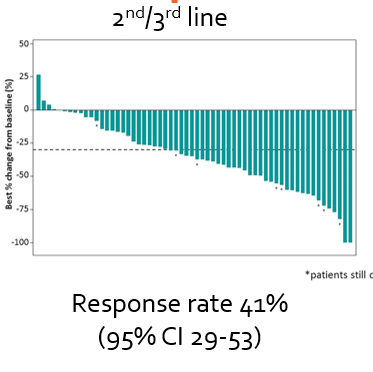 2nd/3rd line
Best % change from baseline (%)
50
25
0
-25
-50
-75
-100
*patients still
Response rate 41%
(95% CI 29-53)